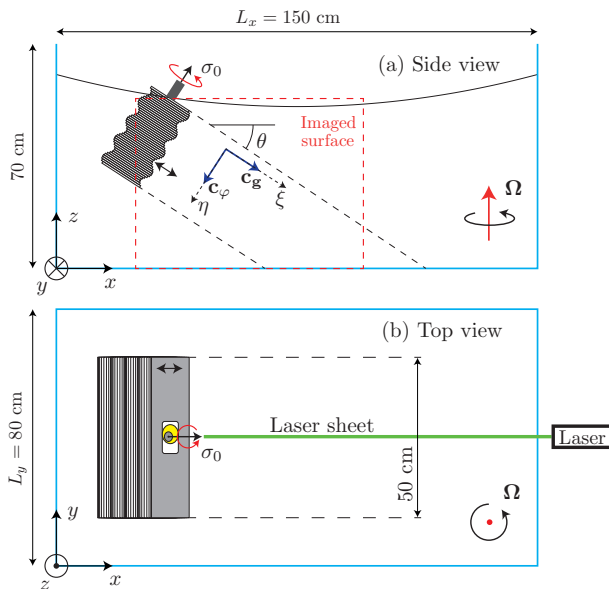 L_x = 150 cm
(a) Side view
σ_0
Imaged
surface
70 cm
θ
c_g
c_φ
ξ
η
Ω
z
y
x
(b) Top view
L_y = 80 cm
Laser sheet
Laser
σ_0
50 cm
Ω
y
z
x